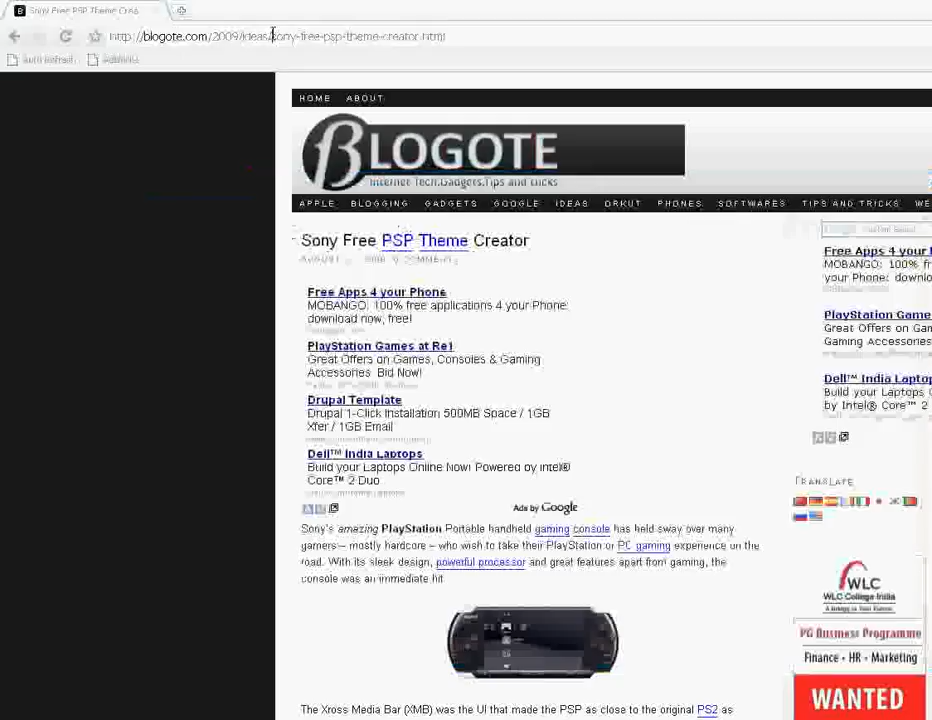 Sony Free PSP Theme Crea
http://blogote.com/2009/ideas/sony-free-psp-theme-creator.html
Auto Refresh
HOME ABOUT
BLOGOTE
Internet Tech,Gadgets,Tips and tricks
APPLE BLOGGING GADGETS GOOGLE IDEAS ORKUT PHONES SOFTWARES TIPS AND TRICKS WE
Sony Free PSP Theme Creator
Free Apps 4 your Phone
MOBANGO: 100% free applications 4 your Phone:
download now, free!
PlayStation Games at Re1
Great Offers on Games, Consoles & Gaming
Accessories. Bid Now!
Drupal Template
Drupal 1-Click Installation 500MB Space / 1GB
Xfer / 1GB Email
Dell™ India Laptops
Build your Laptops Online Now! Powered by Intel®
Core™ 2 Duo
Ads by Google
Sony's amazing PlayStation Portable handheld gaming console has held sway over many
gamers – mostly hardcore – who wish to take their PlayStation or PC gaming experience on the
road. With its sleek design, powerful processor and great features apart from gaming, the
console was an immediate hit
The Xross Media Bar (XMB) was the UI that made the PSP as close to the original PS2 as
Free Apps 4 your
MOBANGO: 100% fr
your Phone: downlo
PlayStation Game
Great Offers on Gam
Gaming Accessories
Dell™ India Laptop
Build your Laptops
by Intel® Core™ 2
TRANSLATE
WLC
WLC College India
PG Business Programme
Finance • HR • Marketing
WANTED